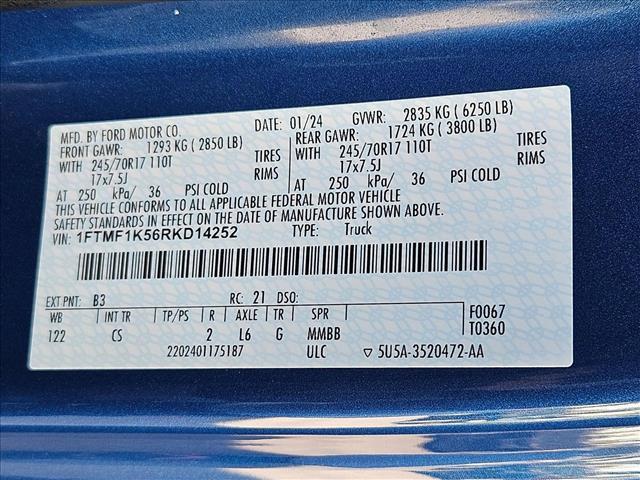 MFD. BY FORD MOTOR CO. DATE: 01/24 GVWR: 2835 KG ( 6250 LB)
FRONT GAWR: 1293 KG ( 2850 LB) REAR GAWR: 1724 KG ( 3800 LB)
WITH 245/70R17 110T TIRES WITH 245/70R17 110T TIRES
17x7.5J RIMS 17x7.5J RIMS
AT 250 kPa/ 36 PSI COLD AT 250 kPa/ 36 PSI COLD
THIS VEHICLE CONFORMS TO ALL APPLICABLE FEDERAL MOTOR VEHICLE
SAFETY STANDARDS IN EFFECT ON THE DATE OF MANUFACTURE SHOWN ABOVE.
VIN: 1FTMF1K56RKD14252 TYPE: Truck
EXT PNT: B3 RC: 21 DSO:
WB INT TR TP/PS R AXLE TR SPR F0067
122 CS 2 L6 G MMBB T0360
2202401175187 ULC ▽ 5U5A-3520472-AA